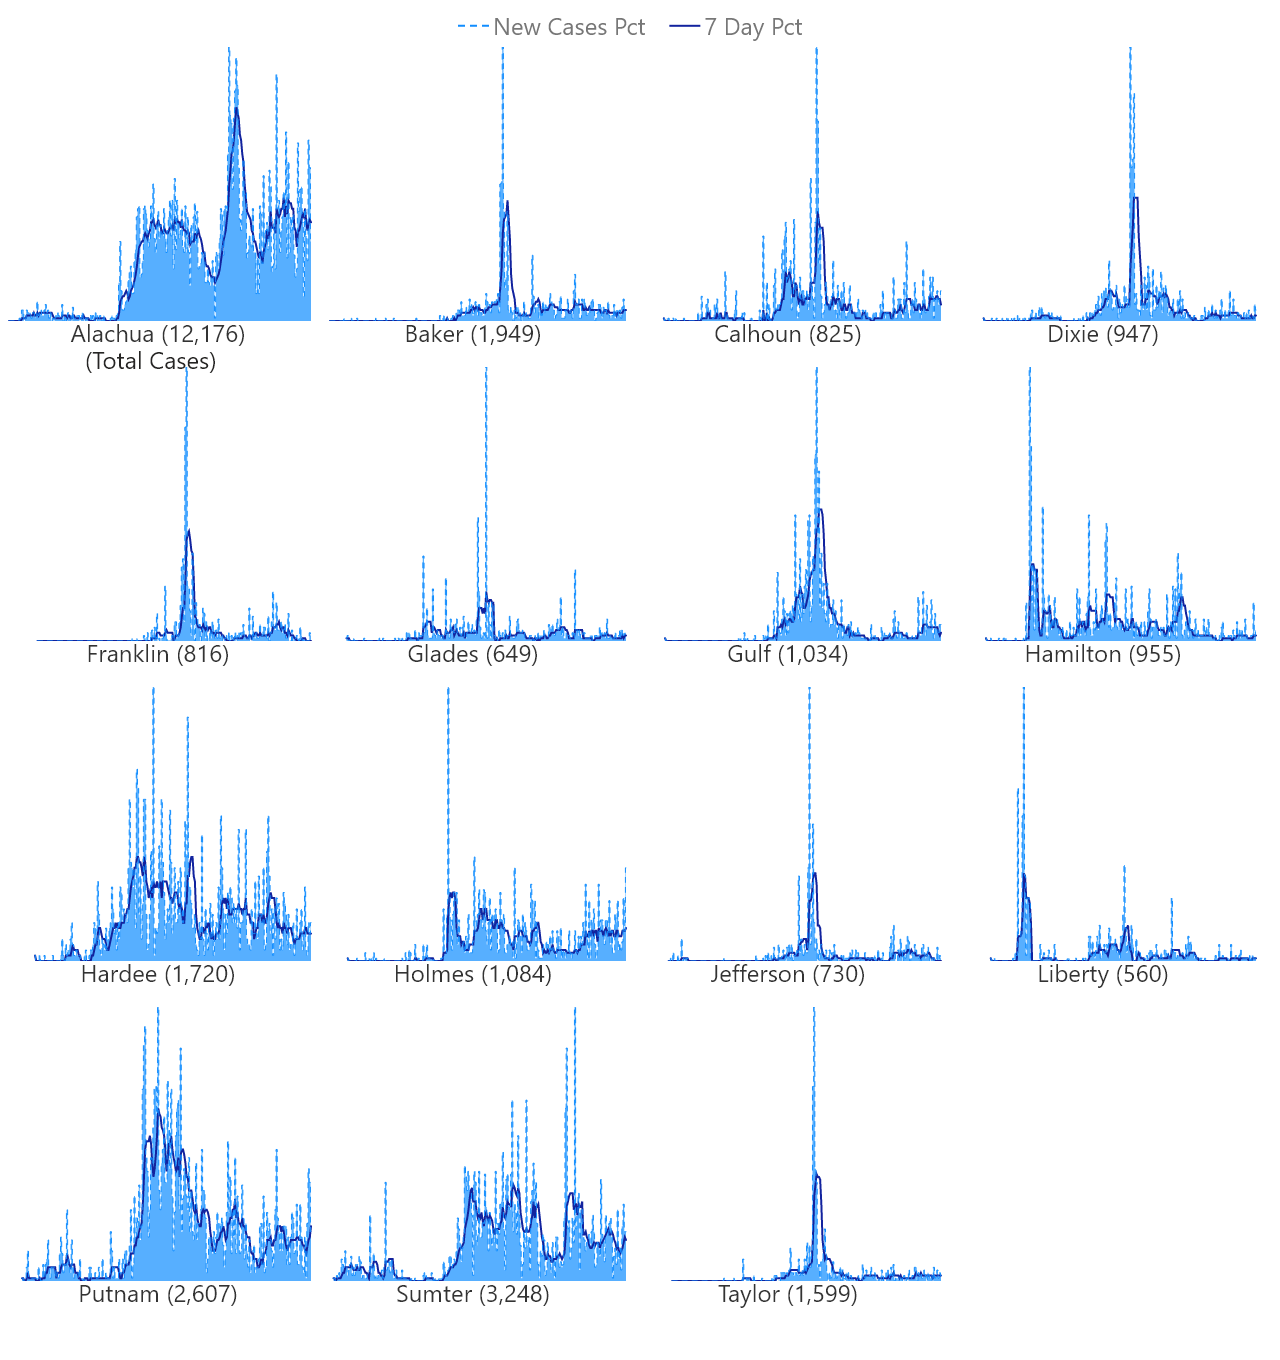 New Cases Pct 7 Day Pct
Alachua (12,176) Baker (1,949) Calhoun (825) Dixie (947)
(Total Cases)
Franklin (816) Glades (649) Gulf (1,034) Hamilton (955)
Hardee (1,720) Holmes (1,084) Jefferson (730) Liberty (560)
Putnam (2,607) Sumter (3,248) Taylor (1,599)